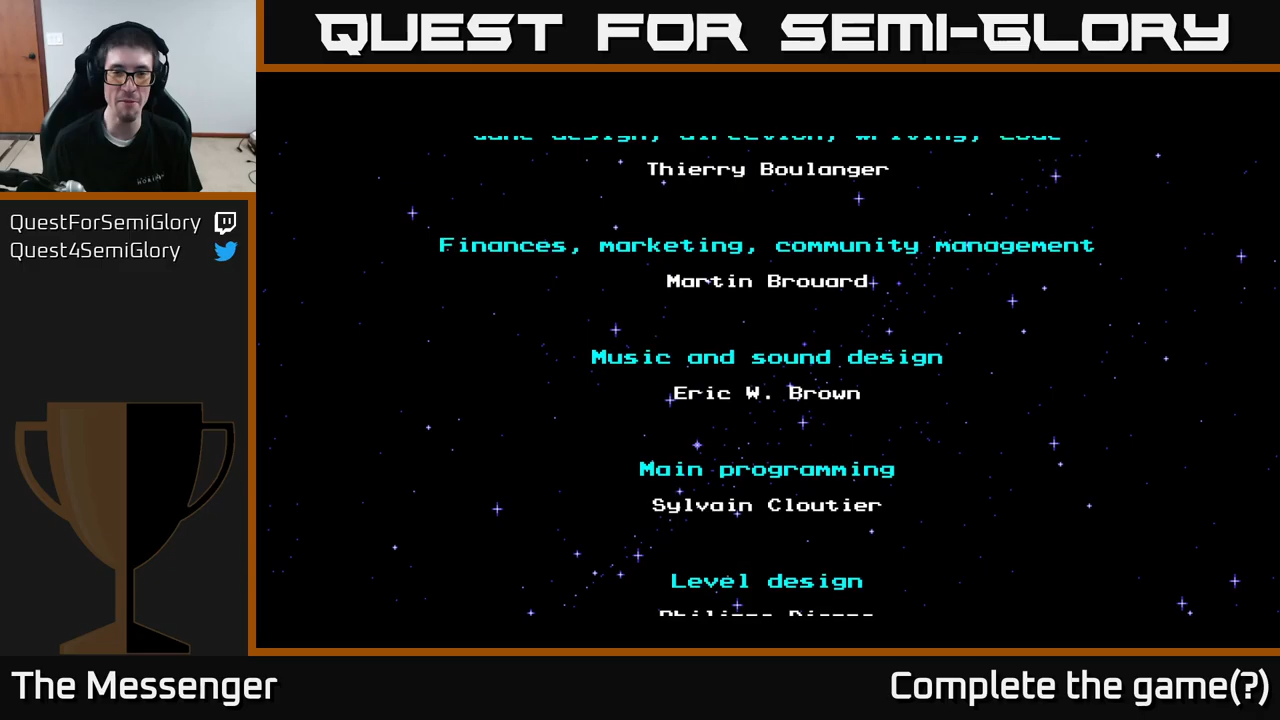 QUEST FOR SEMI-GLORY
QuestForSemiGlory
Quest4SemiGlory
Thierry Boulanger
Finances, marketing, community management
Martin Brouard
Music and sound design
Eric W. Brown
Main programming
Sylvain Cloutier
Level design
The Messenger
Complete the game(?)